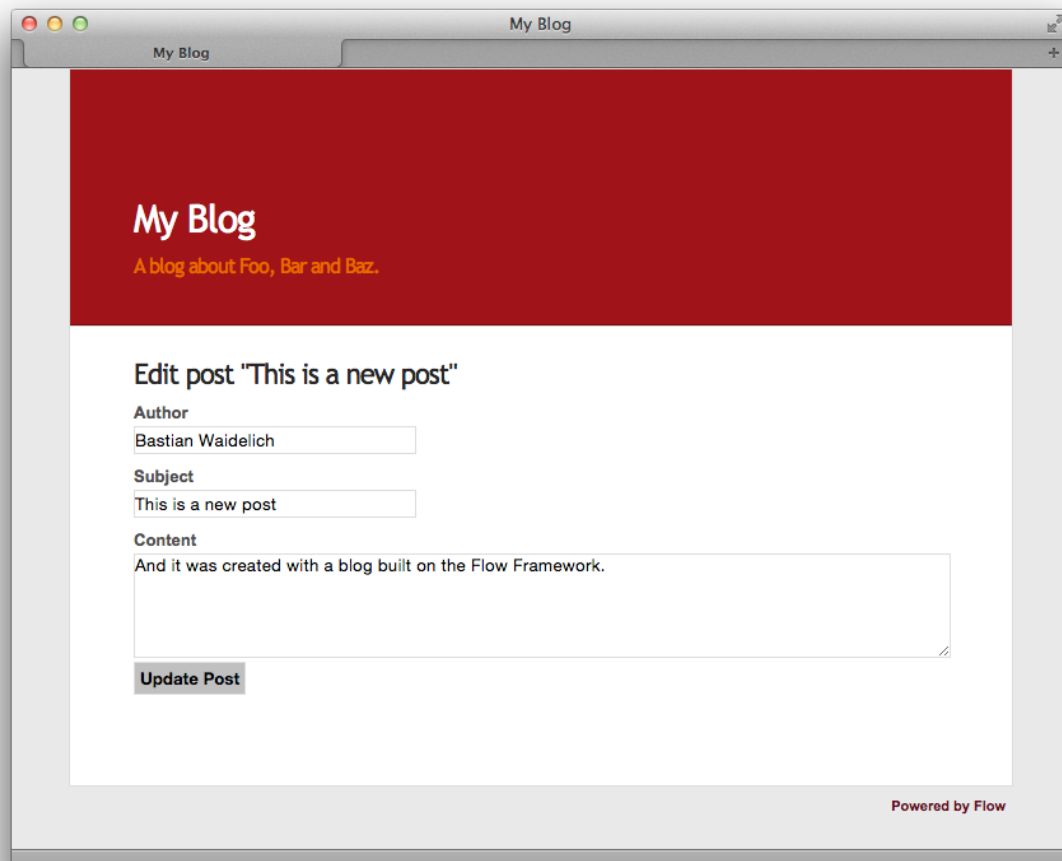 My Blog
My Blog
My Blog
A blog about Foo, Bar and Baz.
Edit post "This is a new post"
Author
Bastian Waidelich
Subject
This is a new post
Content
And it was created with a blog built on the Flow Framework.
Update Post
Powered by Flow